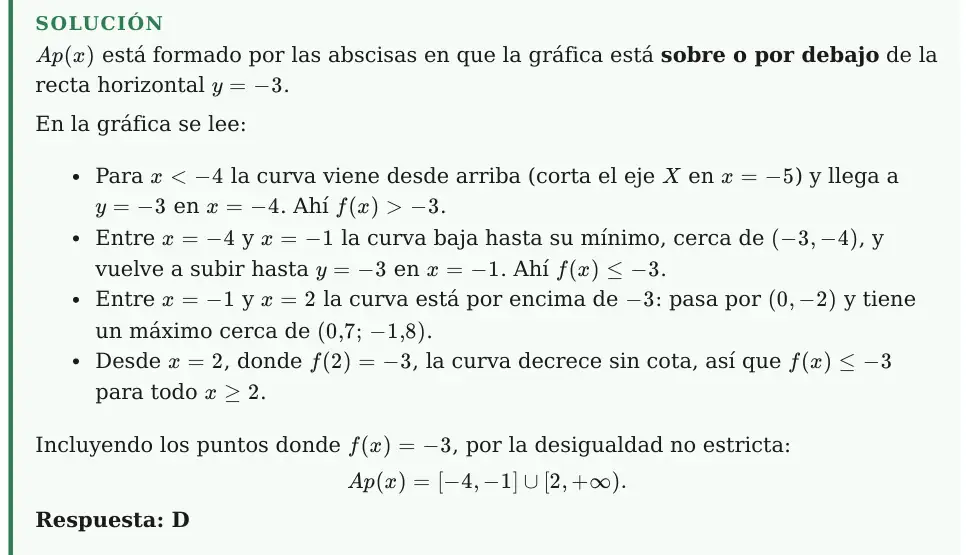 SOLUCIÓN
Ap(x) está formado por las abscisas en que la gráfica está sobre o por debajo de la
recta horizontal y = −3.
En la gráfica se lee:
• Para x < −4 la curva viene desde arriba (corta el eje X en x = −5) y llega a
y = −3 en x = −4. Ahí f(x) > −3.
• Entre x = −4 y x = −1 la curva baja hasta su mínimo, cerca de (−3, −4), y
vuelve a subir hasta y = −3 en x = −1. Ahí f(x) ≤ −3.
• Entre x = −1 y x = 2 la curva está por encima de −3: pasa por (0, −2) y tiene
un máximo cerca de (0,7; −1,8).
• Desde x = 2, donde f(2) = −3, la curva decrece sin cota, así que f(x) ≤ −3
para todo x ≥ 2.
Incluyendo los puntos donde f(x) = −3, por la desigualdad no estricta:
Ap(x) = [−4, −1] ∪ [2, +∞).
Respuesta: D